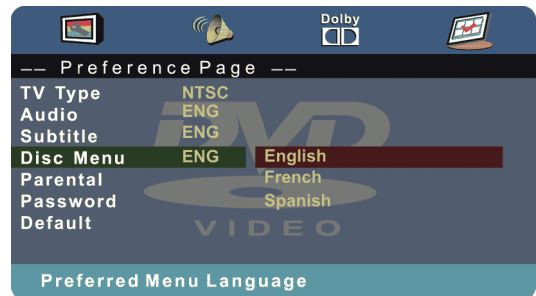 Dolby
—— Preference Page ——
TV Type NTSC
Audio ENG
Subtitle ENG
Disc Menu ENG English
Parental French
Password Spanish
Default
DVD
VIDEO
Preferred Menu Language